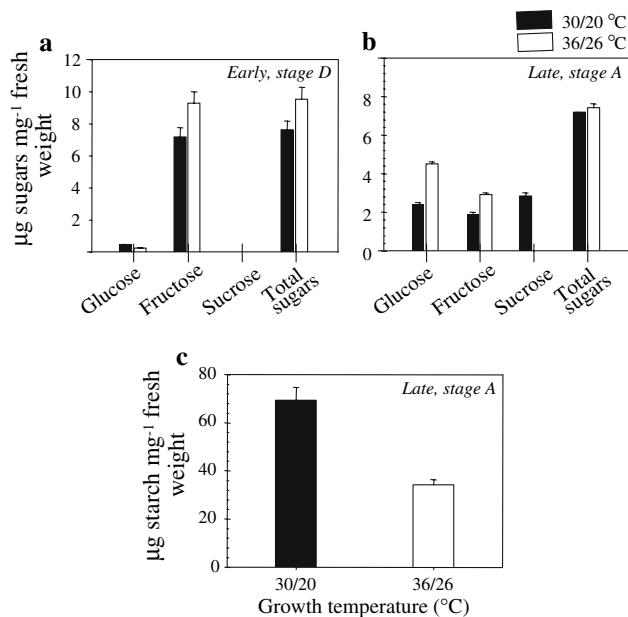 30/20 °C
36/26 °C
a
Early, stage D
12
10
8
6
4
2
Glucose
Fructose
Sucrose
Total
sugars
µg sugars mg⁻¹ fresh
weight
b
Late, stage A
8
6
4
2
0
Glucose
Fructose
Sucrose
Total
sugars
c
Late, stage A
80
60
40
20
0
µg starch mg⁻¹ fresh
weight
30/20
36/26
Growth temperature (°C)